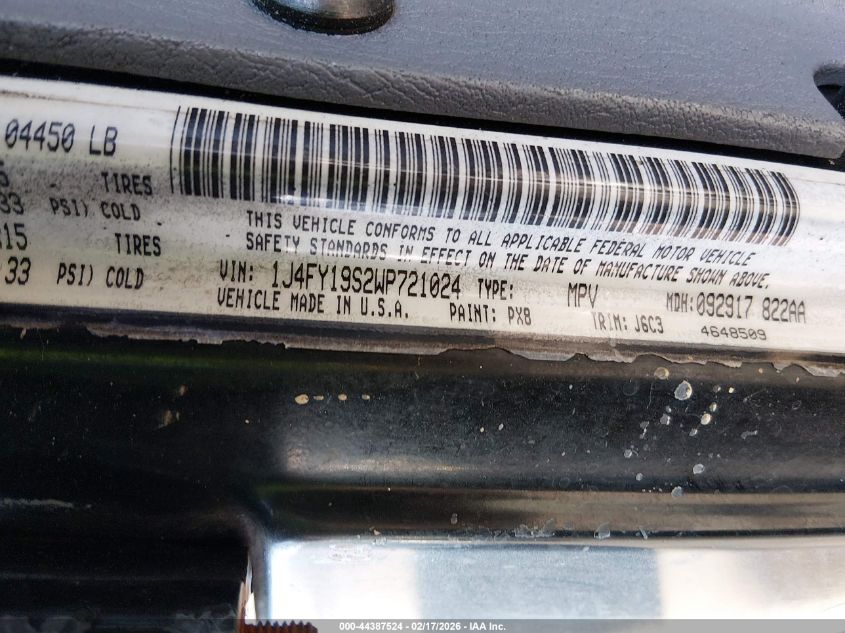 04450 LB
TIRES
33 PSI) COLD
THIS VEHICLE CONFORMS TO ALL APPLICABLE FEDERAL MOTOR VEHICLE
15 TIRES
SAFETY STANDARDS IN EFFECT ON THE DATE OF MANUFACTURE SHOWN ABOVE.
33 PSI) COLD
VIN: 1J4FY19S2WP721024 TYPE: MPV MDH:092917 822AA
VEHICLE MADE IN U.S.A. PAINT: PX8 TRIM: J6C3 4648509
000-44387524 | 02/17/2026 - IAA Inc.